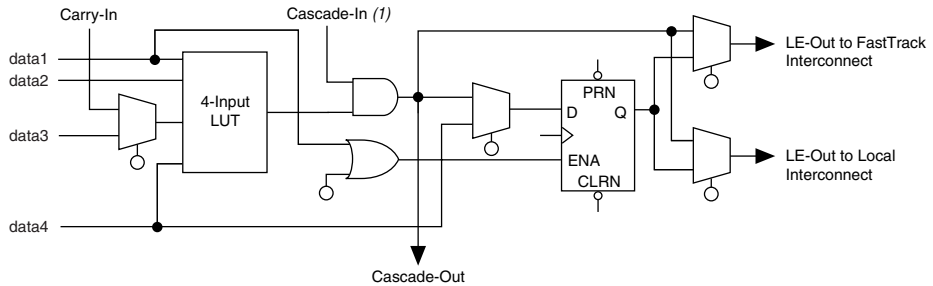 Carry-In
Cascade-In (1)
data1
data2
data3
data4
4-Input
LUT
PRN
D
Q
ENA
CLRN
LE-Out to FastTrack
Interconnect
LE-Out to Local
Interconnect
Cascade-Out